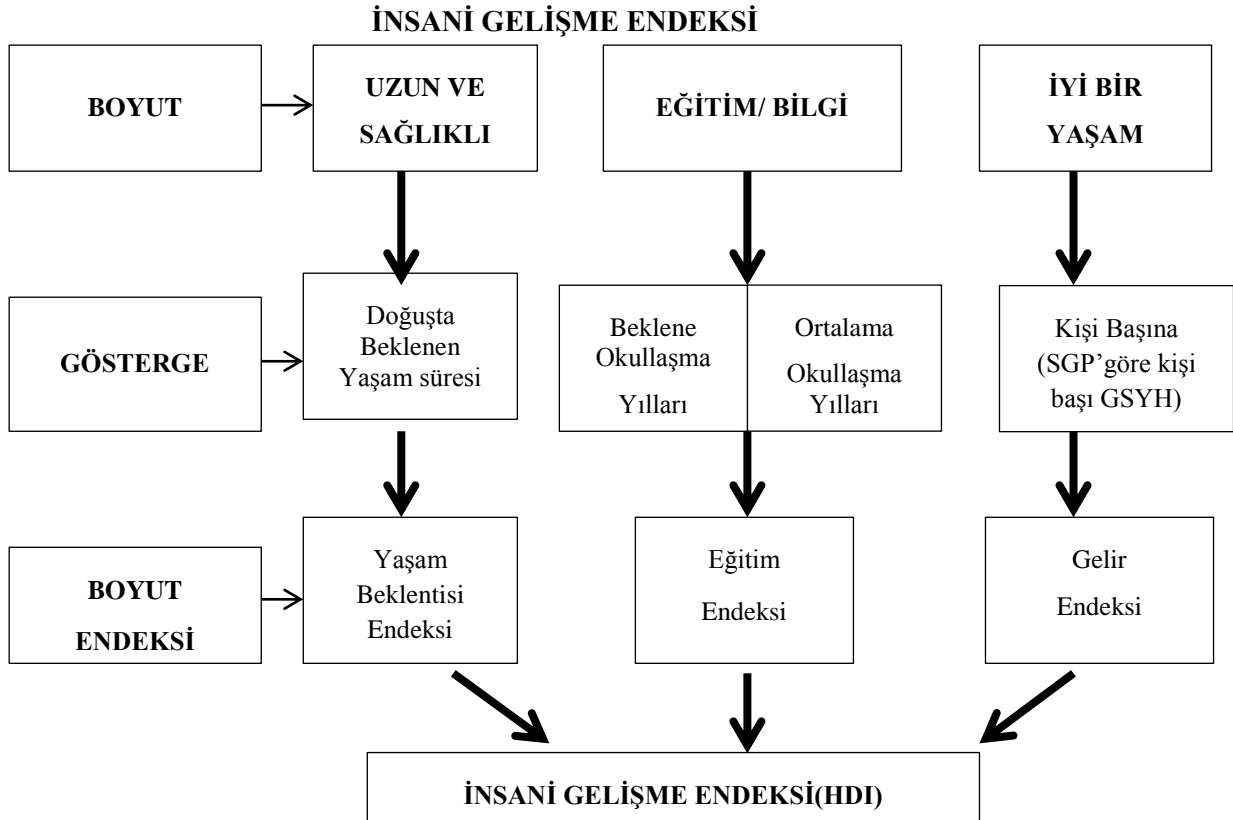 İNSANİ GELİŞME ENDEKSİ
BOYUT
UZUN VE
SAĞLIKLI
EĞİTİM/ BİLGİ
İYİ BİR
YAŞAM
GÖSTERGE
Doğuşta
Beklenen
Yaşam süresi
Beklene
Okullaşma
Yılları
Ortalama
Okullaşma
Yılları
Kişi Başına
(SGP’göre kişi
başı GSYH)
BOYUT
ENDEKSİ
Yaşam
Beklentisi
Endeksi
Eğitim
Endeksi
Gelir
Endeksi
İNSANİ GELİŞME ENDEKSİ(HDI)